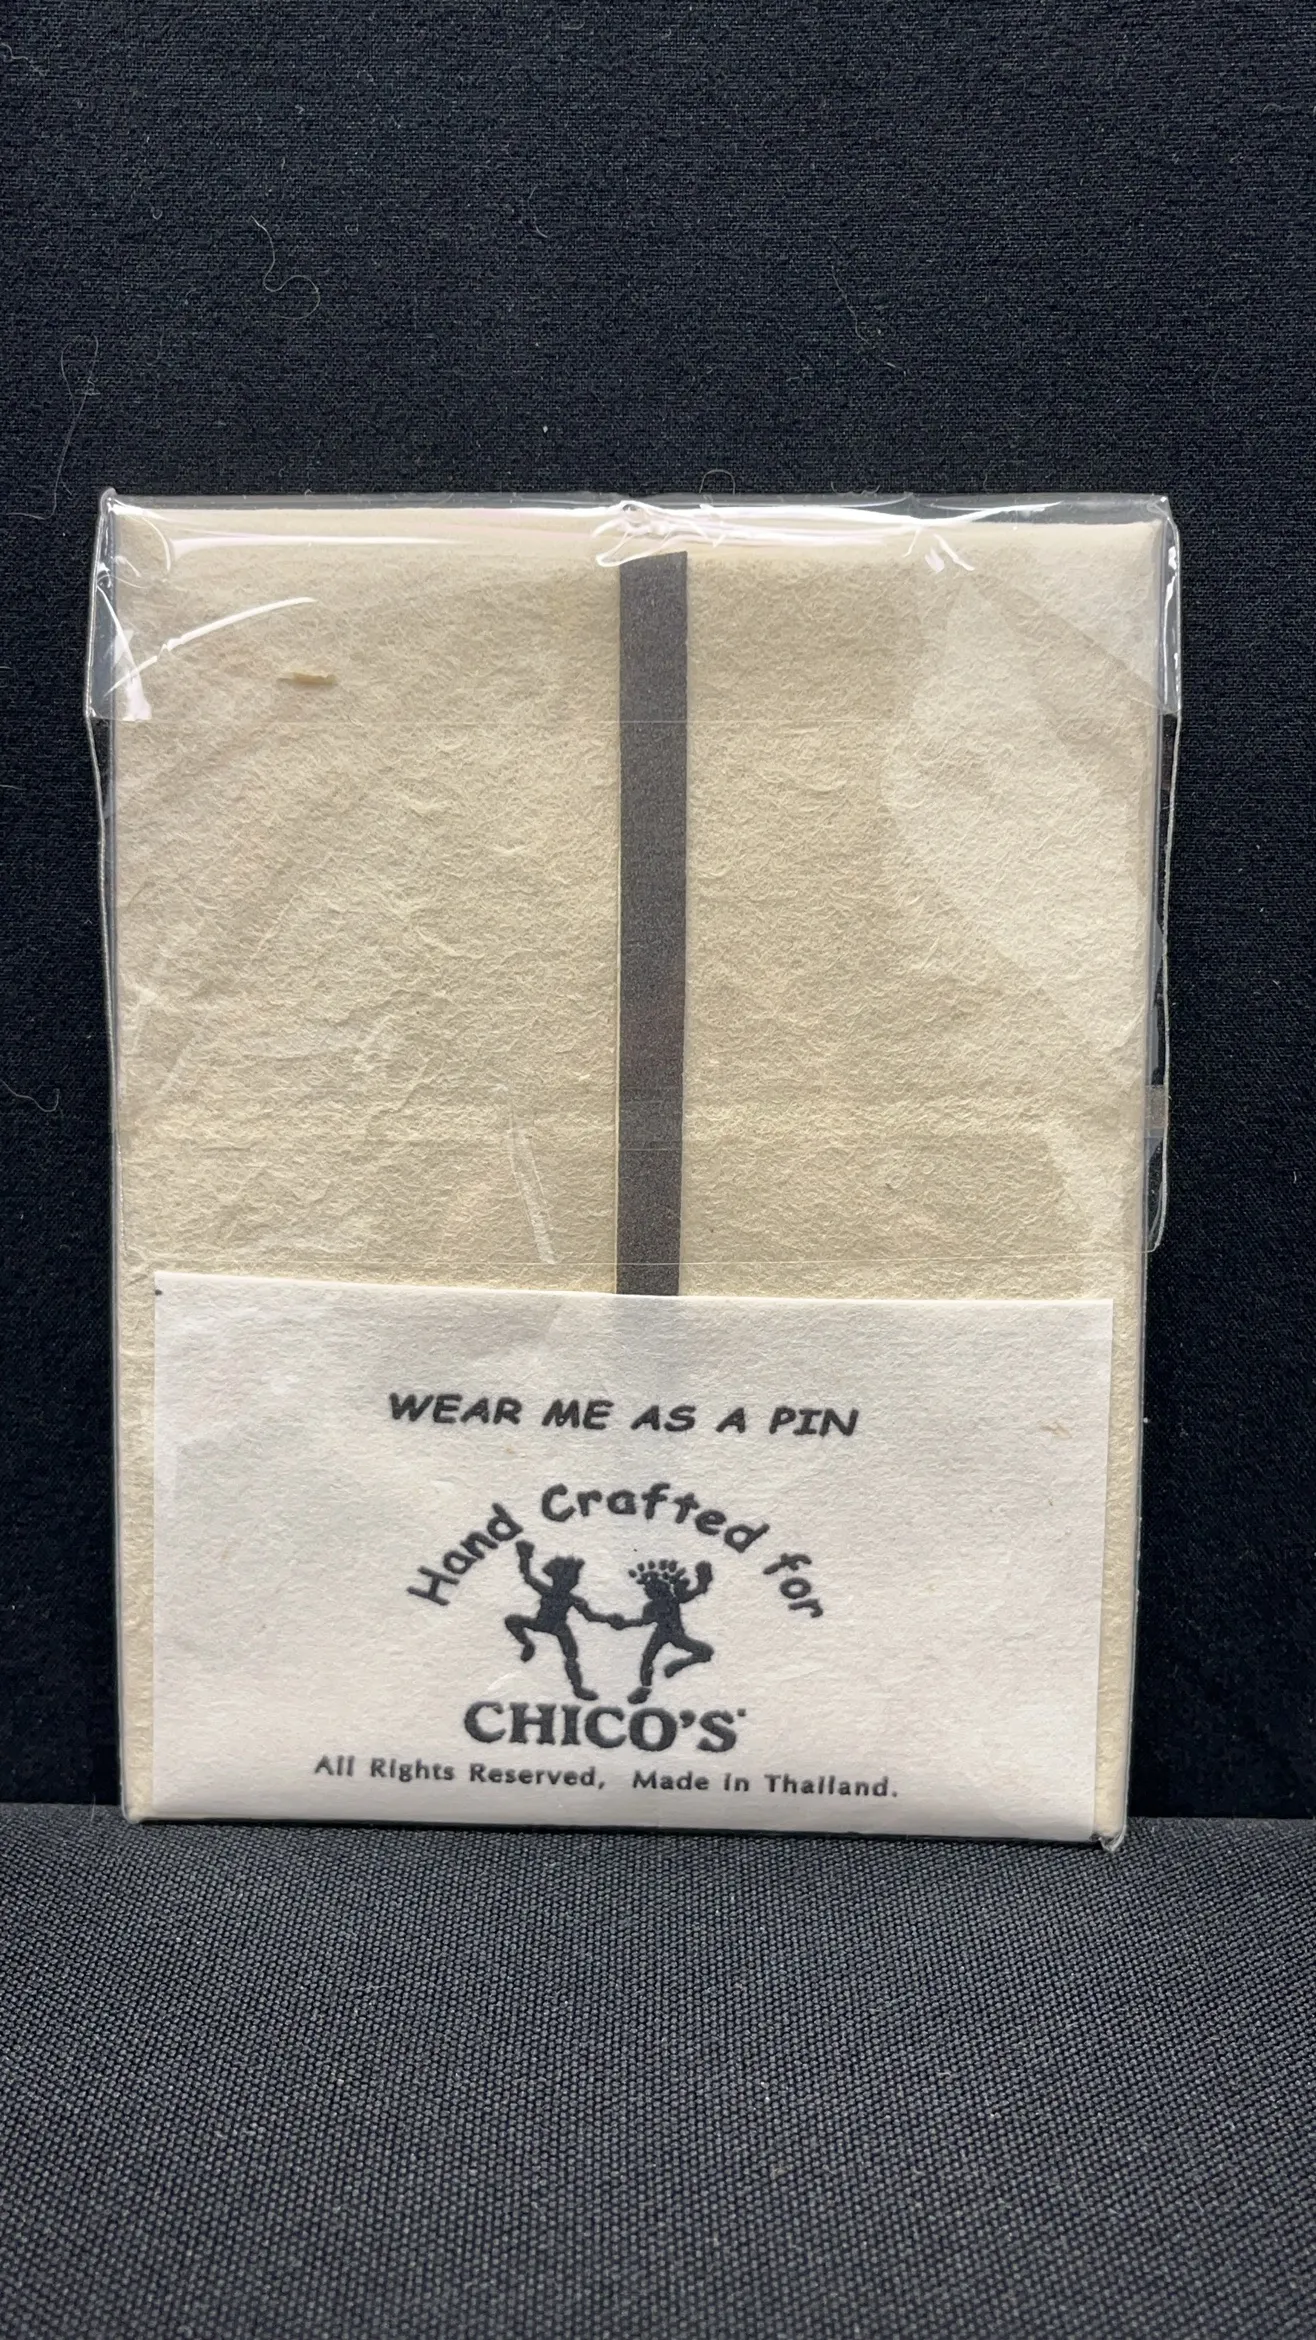 WEAR ME AS A PIN
Hand Crafted for
CHICO'S
All Rights Reserved, Made in Thailand.